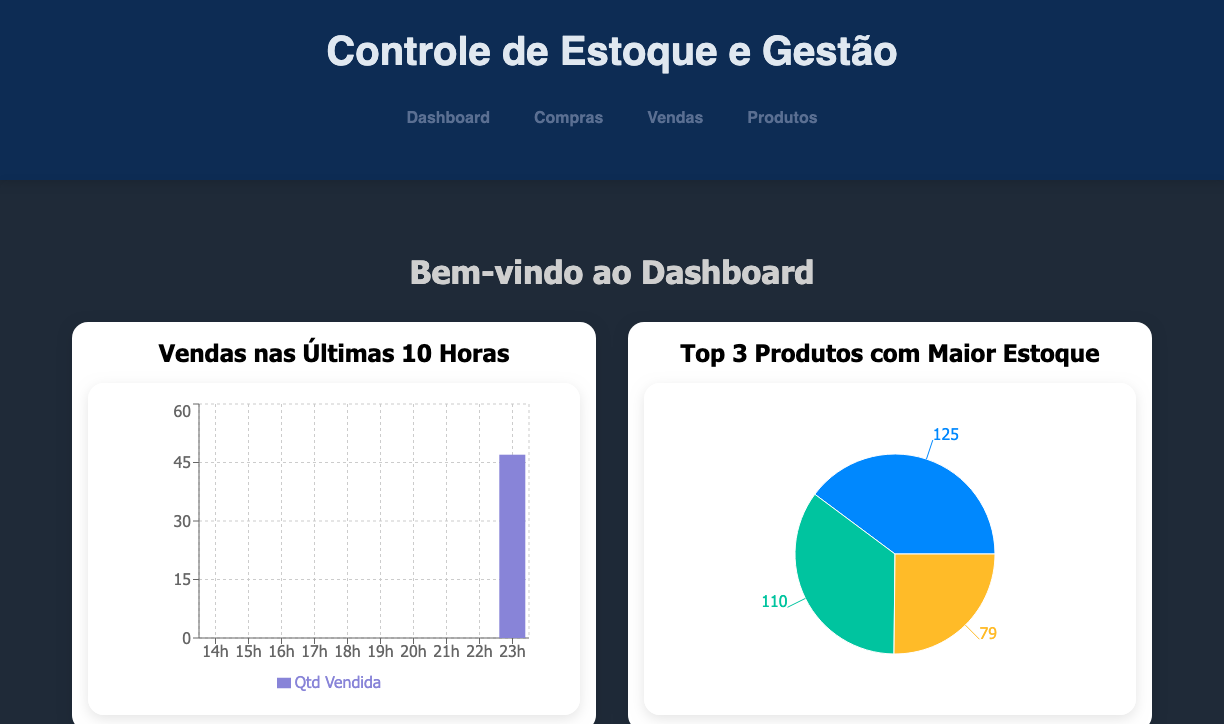 Controle de Estoque e Gestão
Dashboard Compras Vendas Produtos
Bem-vindo ao Dashboard
Vendas nas Últimas 10 Horas
60
45
30
15
0
14h 15h 16h 17h 18h 19h 20h 21h 22h 23h
Qtd Vendida
Top 3 Produtos com Maior Estoque
125
110
79